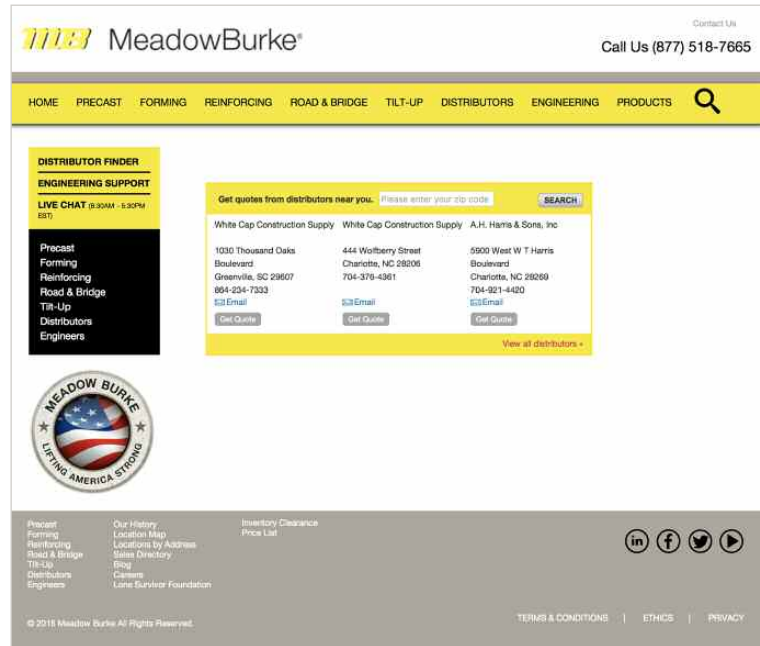 Contact Us
MB MeadowBurke®
Call Us (877) 518-7665
HOME PRECAST FORMING REINFORCING ROAD & BRIDGE TILT-UP DISTRIBUTORS ENGINEERING PRODUCTS
DISTRIBUTOR FINDER
ENGINEERING SUPPORT
LIVE CHAT (8:30AM - 5:30PM
EST)
Precast
Forming
Reinforcing
Road & Bridge
Tilt-Up
Distributors
Engineers
Get quotes from distributors near you. Please enter your zip code SEARCH
White Cap Construction Supply
1030 Thousand Oaks
Boulevard
Greenville, SC 29607
864-234-7333
Email
Get Quote
White Cap Construction Supply
444 Wolfberry Street
Charlotte, NC 28206
704-376-4361
Email
Get Quote
A.H. Harris & Sons, Inc
5900 West W T Harris
Boulevard
Charlotte, NC 28269
704-921-4420
Email
Get Quote
View all distributors »
MEADOW BURKE
LIFTING AMERICA STRONG
Precast
Forming
Reinforcing
Road & Bridge
Tilt-Up
Distributors
Engineers
Our History
Location Map
Locations by Address
Sales Directory
Blog
Careers
Lone Survivor Foundation
Inventory Clearance
Price List
in f
© 2016 Meadow Burke All Rights Reserved.
TERMS & CONDITIONS | ETHICS | PRIVACY